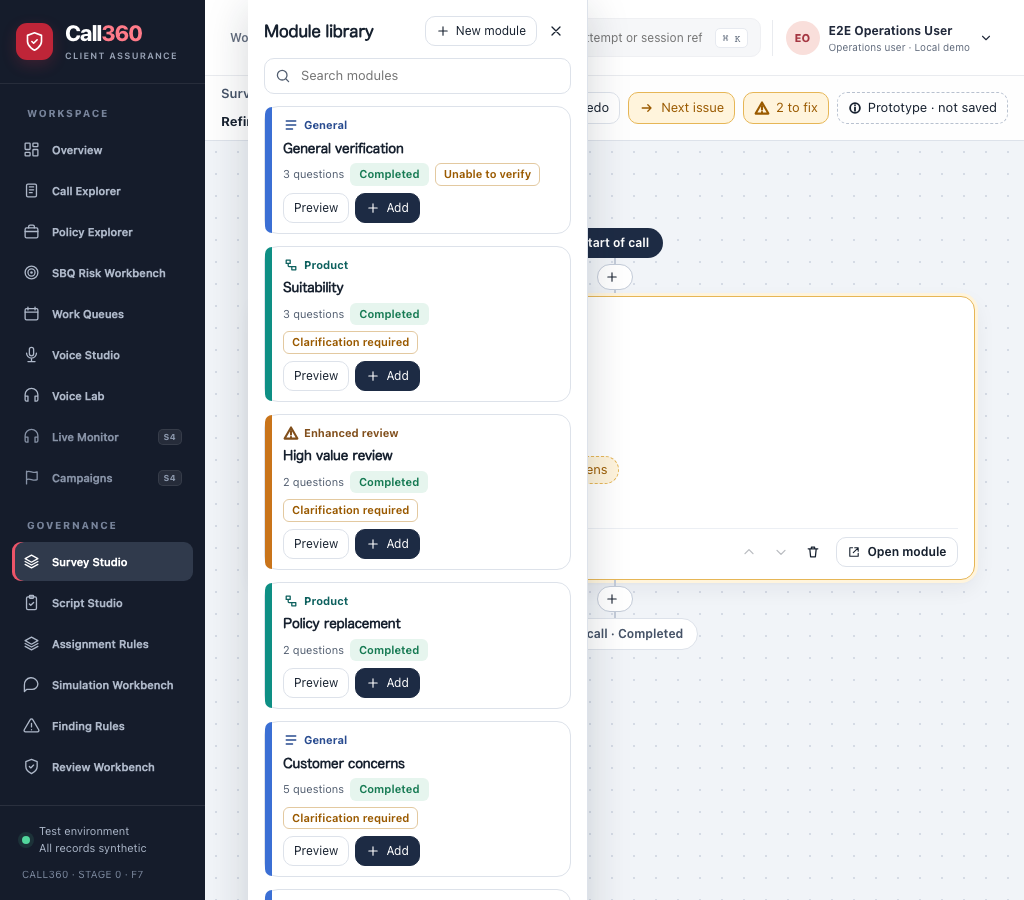 Call360
CLIENT ASSURANCE
WORKSPACE
Overview
Call Explorer
Policy Explorer
SBQ Risk Workbench
Work Queues
Voice Studio
Voice Lab
Live Monitor S4
Campaigns S4
GOVERNANCE
Survey Studio
Script Studio
Assignment Rules
Simulation Workbench
Finding Rules
Review Workbench
Test environment
All records synthetic
CALL360 · STAGE 0 · F7
Module library
New module
Search modules
General
General verification
3 questions Completed Unable to verify
Preview Add
Product
Suitability
3 questions Completed
Clarification required
Preview Add
Enhanced review
High value review
2 questions Completed
Clarification required
Preview Add
Product
Policy replacement
2 questions Completed
Preview Add
General
Customer concerns
5 questions Completed
Clarification required
Preview Add
or session ref ⌘ K
EO
E2E Operations User
Operations user · Local demo
Next issue
2 to fix
Prototype · not saved
of call
Open module
call · Completed